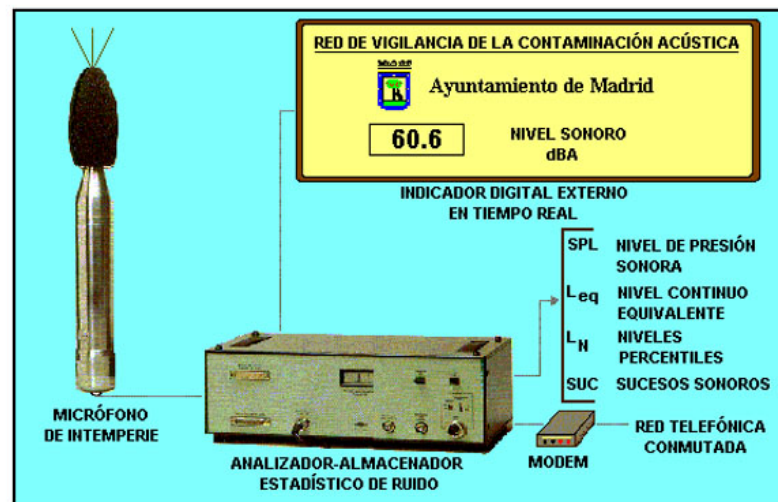 RED DE VIGILANCIA DE LA CONTAMINACIÓN ACÚSTICA
Ayuntamiento de Madrid
60.6
NIVEL SONORO
dBA
INDICADOR DIGITAL EXTERNO
EN TIEMPO REAL
SPL NIVEL DE PRESIÓN
SONORA
Leq NIVEL CONTINUO
EQUIVALENTE
LN NIVELES
PERCENTILES
SUC SUCESOS SONOROS
MICRÓFONO
DE INTEMPERIE
ANALIZADOR-ALMACENADOR
ESTADÍSTICO DE RUIDO
MODEM
RED TELEFÓNICA
CONMUTADA